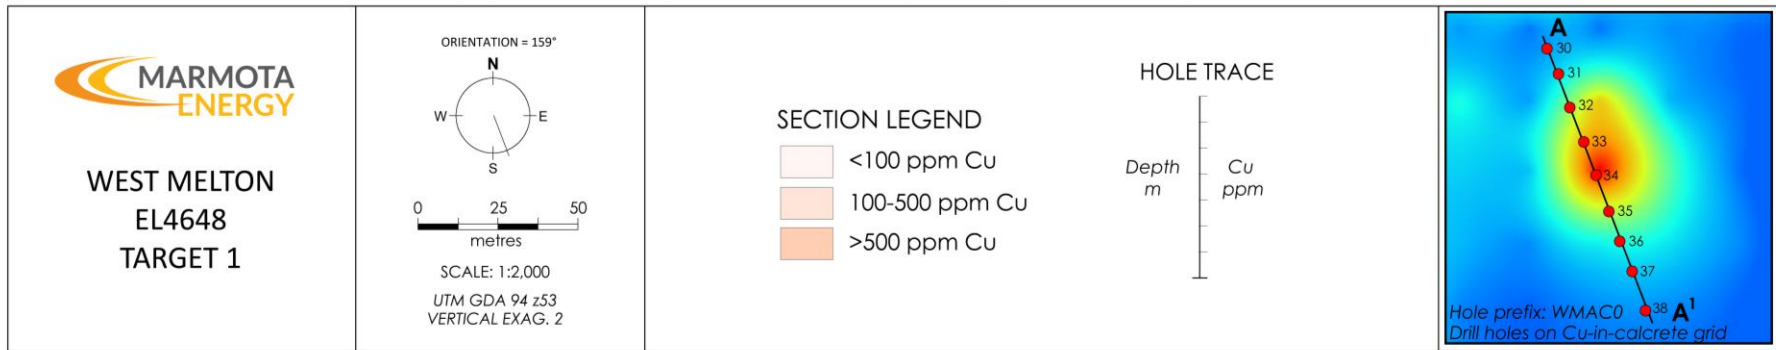 MARMOTA
ENERGY
WEST MELTON
EL4648
TARGET 1
ORIENTATION = 159°
N
W
E
S
0 25 50
metres
SCALE: 1:2,000
UTM GDA 94 z53
VERTICAL EXAG. 2
SECTION LEGEND
<100 ppm Cu
100-500 ppm Cu
>500 ppm Cu
HOLE TRACE
Depth
m
Cu
ppm
A
30
31
32
33
34
35
36
37
38 A¹
Hole prefix: WMAC0
Drill holes on Cu-in-calcrete grid